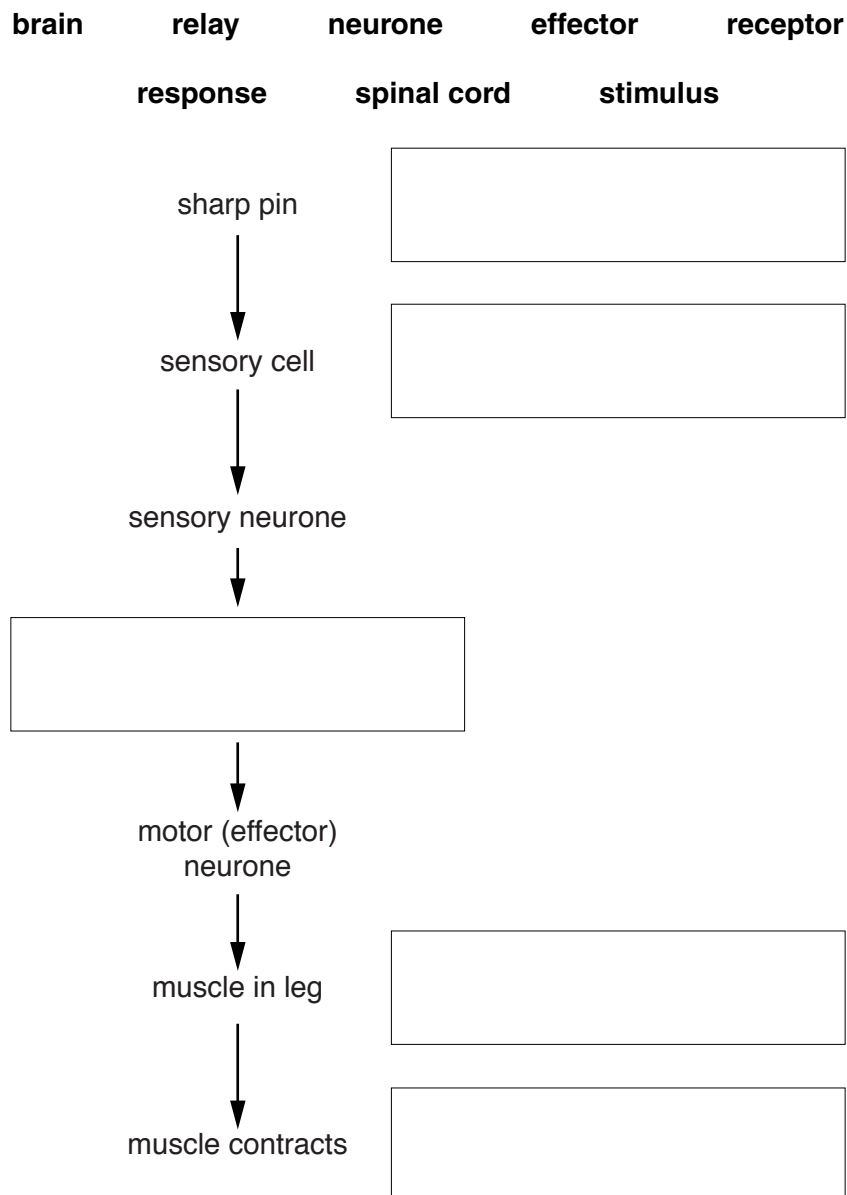 brain relay neurone effector receptor
response spinal cord stimulus
sharp pin
sensory cell
sensory neurone
motor (effector)
neurone
muscle in leg
muscle contracts